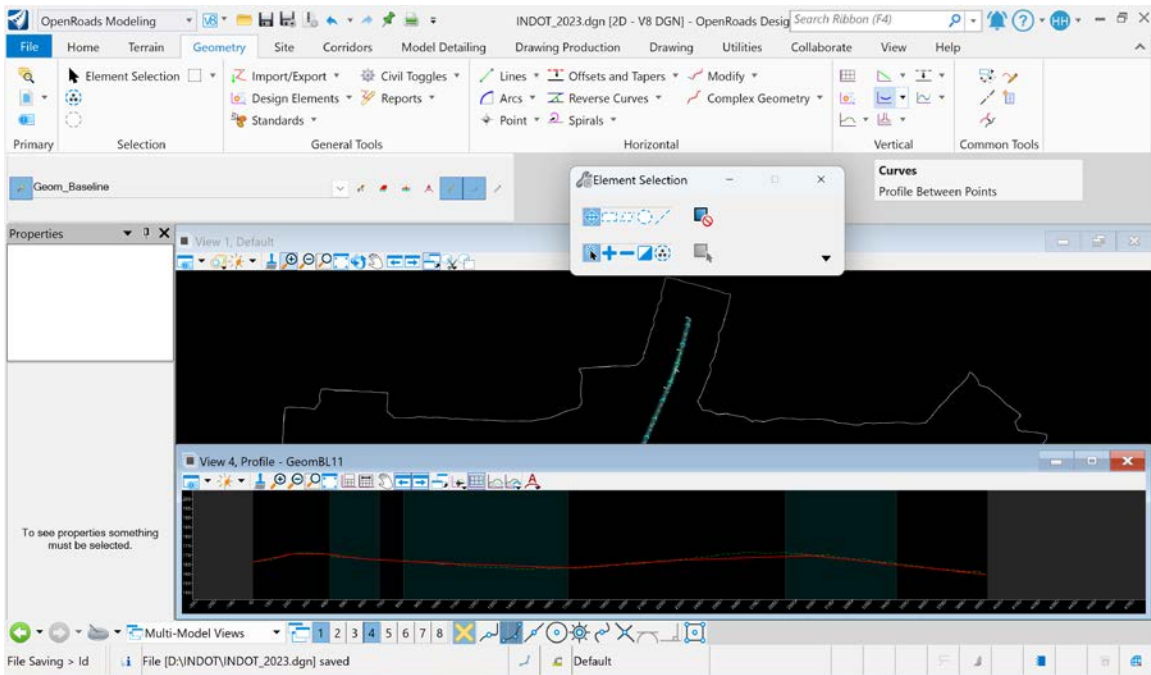 OpenRoads Modeling
INDOT_2023.dgn [2D - V8 DGN] - OpenRoads Desig
Search Ribbon (F4)
HH
File Home Terrain Geometry Site Corridors Model Detailing Drawing Production Drawing Utilities Collaborate View Help
Element Selection Import/Export Civil Toggles Lines Offsets and Tapers Modify
Design Elements Reports Arcs Reverse Curves Complex Geometry
Standards Point Spirals
Primary Selection General Tools Horizontal Vertical Common Tools
Geom_Baseline
Curves
Profile Between Points
Element Selection
Properties
View 1, Default
View 4, Profile - GeomBL11
To see properties something
must be selected.
Multi-Model Views 1 2 3 4 5 6 7 8
File Saving > Id File [D:\INDOT\INDOT_2023.dgn] saved Default